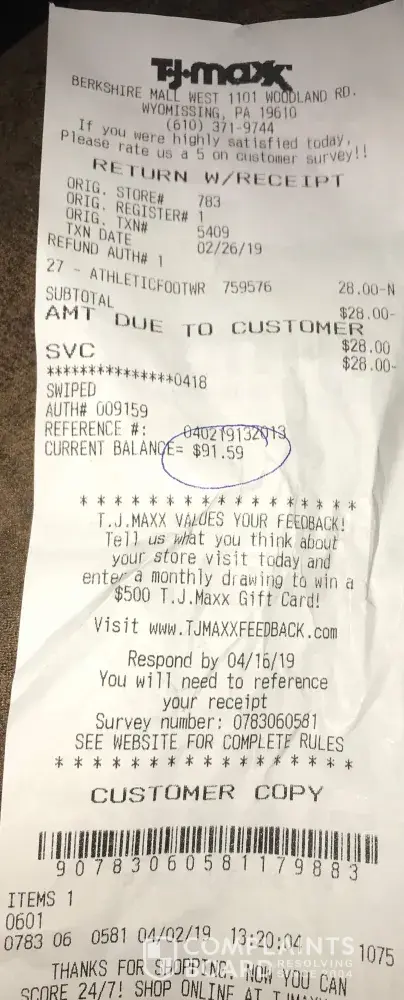 T.J.maxx
BERKSHIRE MALL WEST 1101 WOODLAND RD.
WYOMISSING, PA 19610
(610) 371-9744
If you were highly satisfied today,
Please rate us a 5 on customer survey!!
RETURN W/RECEIPT
ORIG. STORE# 783
ORIG. REGISTER# 1
ORIG. TXN# 5409
TXN DATE 02/26/19
REFUND AUTH# 1
27 - ATHLETICFOOTWR 759576 28.00-N
SUBTOTAL $28.00-
AMT DUE TO CUSTOMER
$28.00
SVC $28.00-
***************0418
SWIPED
AUTH# 009159
REFERENCE #: 040219132013
CURRENT BALANCE= $91.59
* * * * * * * * * * * * * * * * *
T.J.MAXX VALUES YOUR FEEDBACK!
Tell us what you think about
your store visit today and
enter a monthly drawing to win a
$500 T.J.Maxx Gift Card!
Visit www.TJMAXXFEEDBACK.com
Respond by 04/16/19
You will need to reference
your receipt
Survey number: 0783060581
SEE WEBSITE FOR COMPLETE RULES
* * * * * * * * * * * * * * * * *
CUSTOMER COPY
90783060581179883
ITEMS 1
0601
0783 06 0581 04/02/19 13:20:04 1075
COMPLAINTS
BOARD RESOLVING SINCE 2004
THANKS FOR SHOPPING, NOW YOU CAN
SCORE 24/7! SHOP ONLINE AT